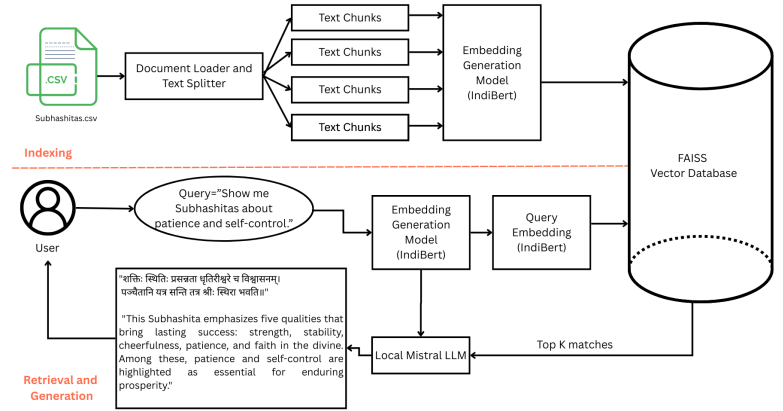 .CSV
Subhashitas.csv
Document Loader and
Text Splitter
Text Chunks
Text Chunks
Text Chunks
Text Chunks
Embedding
Generation
Model
(IndiBert)
FAISS
Vector Database
Indexing
User
Query="Show me
Subhashitas about
patience and self-control."
Embedding
Generation
Model
(IndiBert)
Query
Embedding
(IndiBert)
"शक्तिः स्थितिः प्रसन्नता धृतिरीश्वरे च विश्वासनम्।
पञ्चैतानि यत्र सन्ति तत्र श्रीः स्थिरा भवति॥"
"This Subhashita emphasizes five qualities that
bring lasting success: strength, stability,
cheerfulness, patience, and faith in the divine.
Among these, patience and self-control are
highlighted as essential for enduring
prosperity."
Local Mistral LLM
Top K matches
Retrieval and
Generation